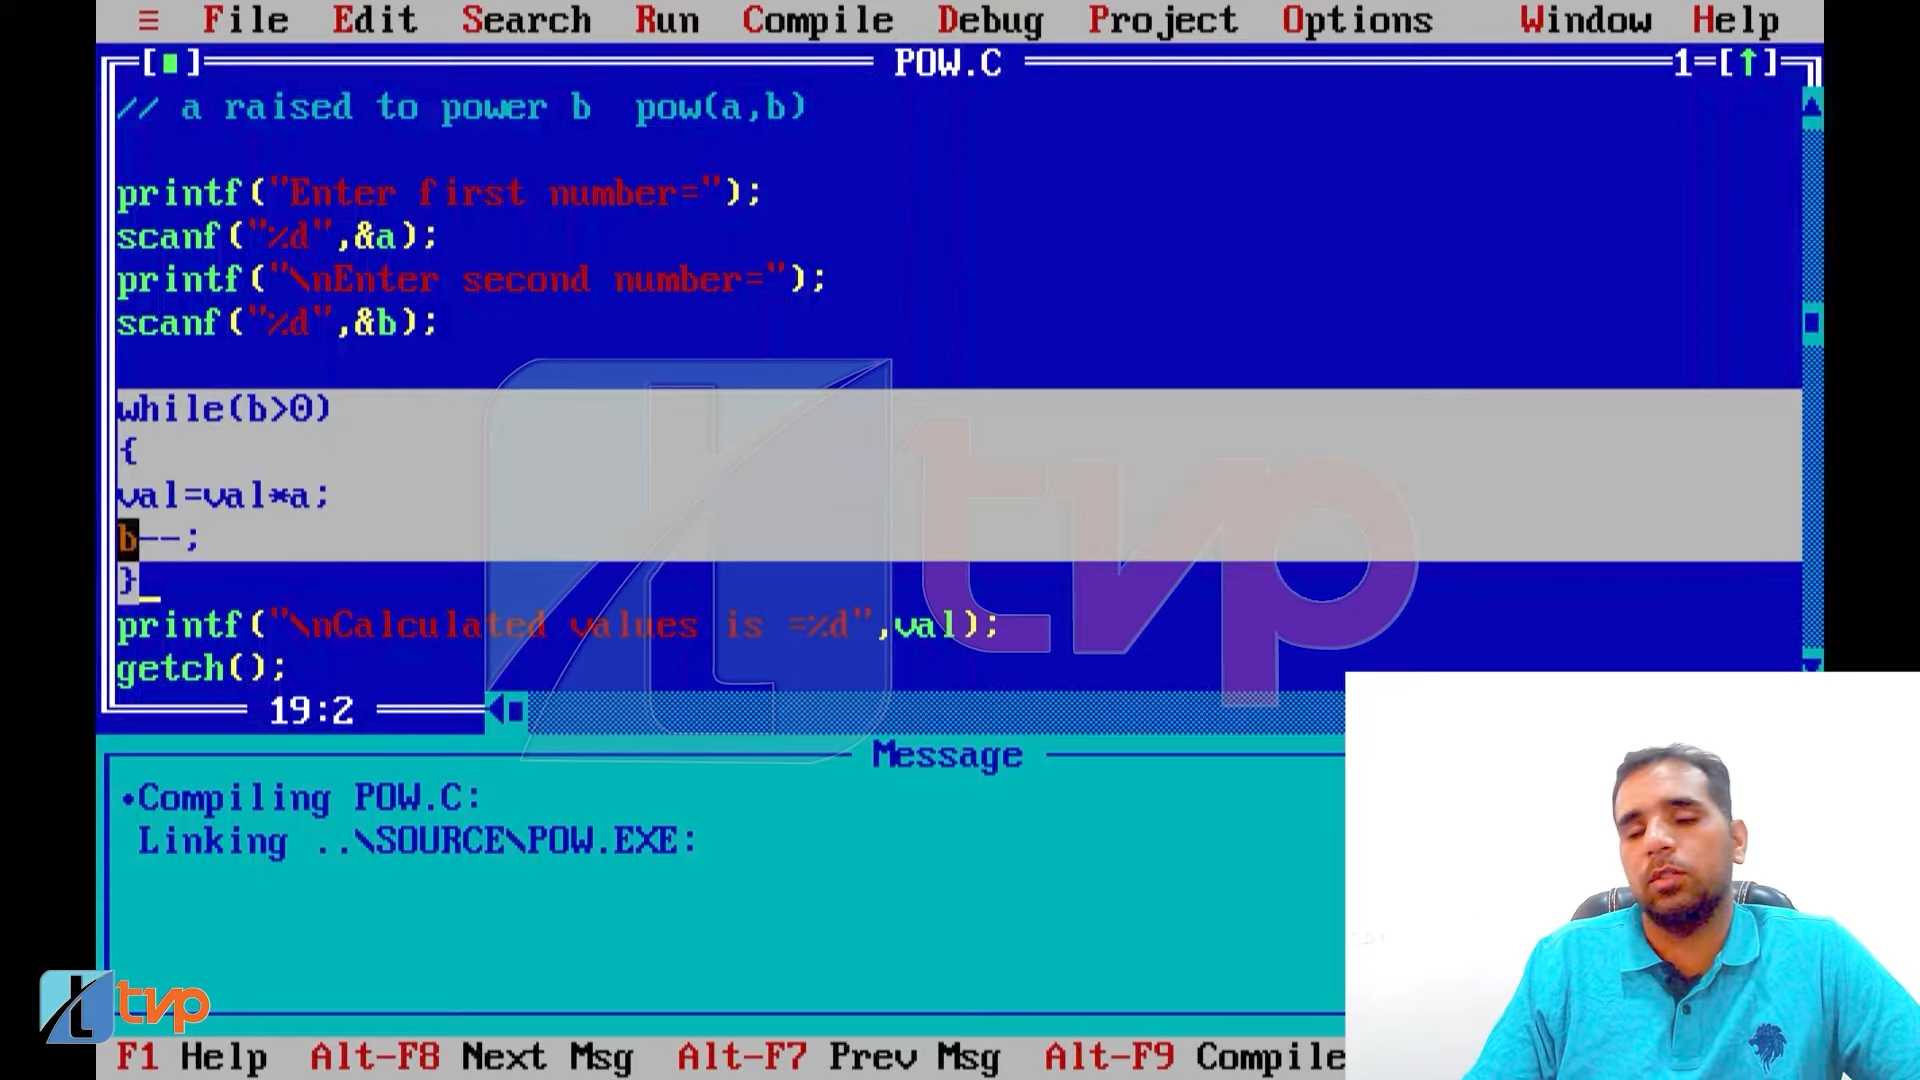 ≡ File Edit Search Run Compile Debug Project Options Window Help
[■] POW.C 1=[↑]
// a raised to power b pow(a,b)
printf("Enter first number=");
scanf("%d",&a);
printf("\nEnter second number=");
scanf("%d",&b);
while(b>0)
{
val=val*a;
b--;
}
printf("\nCalculated values is =%d",val);
getch();
19:2
Message
•Compiling POW.C:
Linking ..\SOURCE\POW.EXE:
F1 Help Alt-F8 Next Msg Alt-F7 Prev Msg Alt-F9 Compile
tvp
tvp